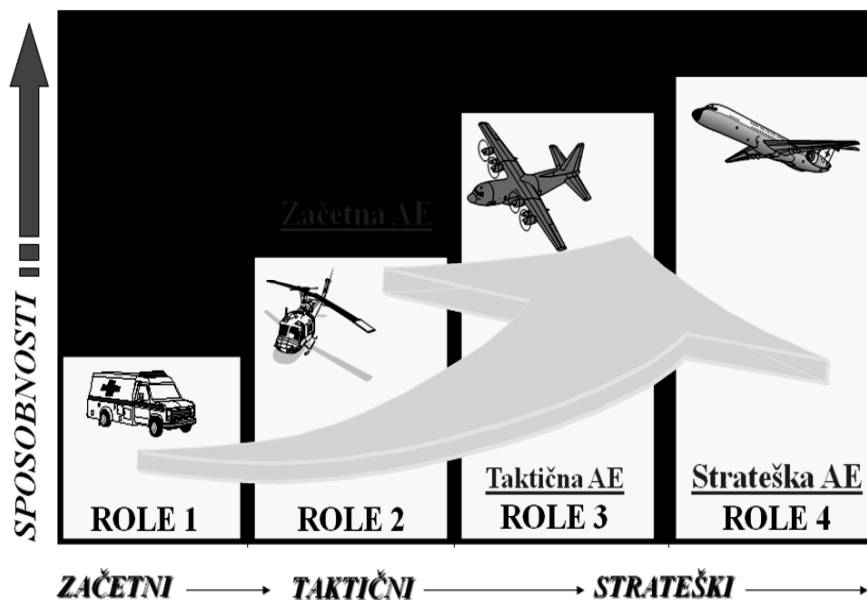 SPOSOBNOSTI
Začetna AE
Taktična AE
Strateška AE
ROLE 1
ROLE 2
ROLE 3
ROLE 4
ZAČETNI
TAKTIČNI
STRATEŠKI